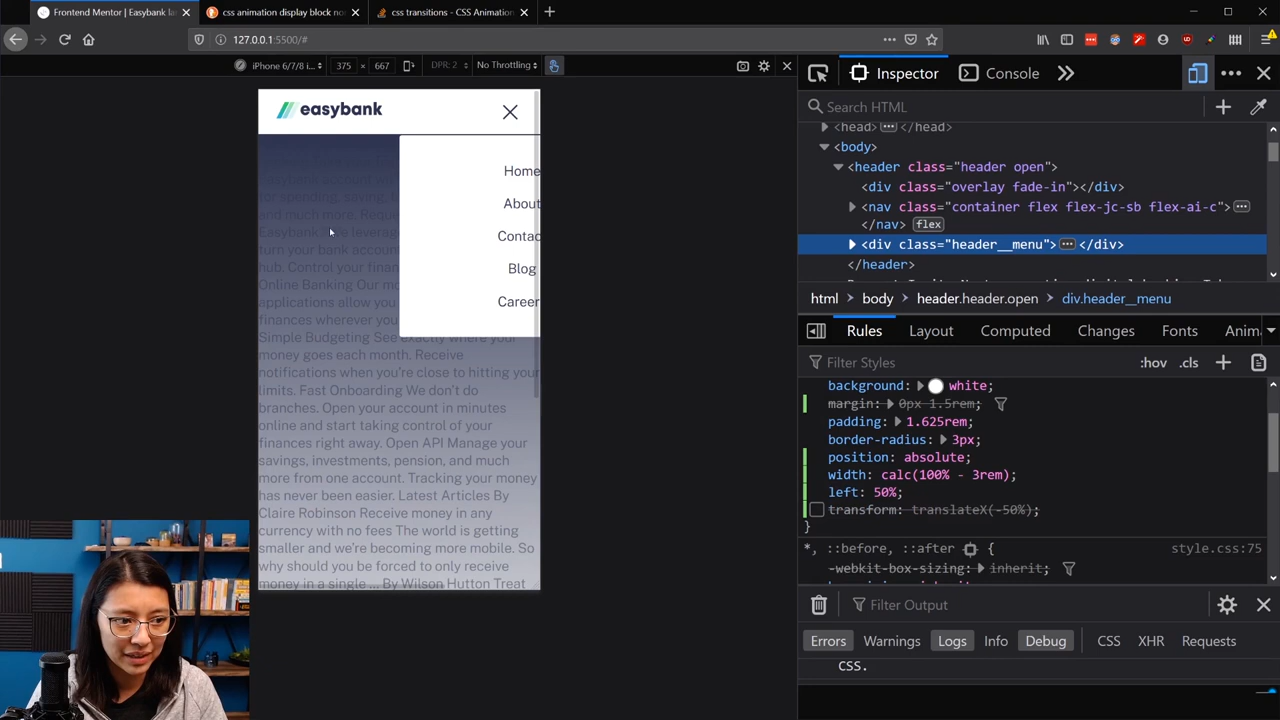 Frontend Mentor | Easybank la
css animation display block no
css transitions - CSS Animation
127.0.0.1:5500/#
iPhone 6/7/8 i...
375 × 667
DPR: 2
No Throttling
Inspector
Console
Search HTML
<head> </head>
<body>
<header class="header open">
<div class="overlay fade-in"></div>
<nav class="container flex flex-jc-sb flex-ai-c">
</nav> flex
<div class="header__menu"> </div>
</header>
html
body
header.header.open
div.header__menu
Rules
Layout
Computed
Changes
Fonts
Anim
Filter Styles
:hov
.cls
background: white;
margin: 0px 1.5rem;
padding: 1.625rem;
border-radius: 3px;
position: absolute;
width: calc(100% - 3rem);
left: 50%;
transform: translateX(-50%);
}
*, ::before, ::after {
style.css:75
-webkit-box-sizing: inherit;
Filter Output
Errors
Warnings
Logs
Info
Debug
CSS
XHR
Requests
CSS.
easybank
Home
About
Contac
Blog
Career
Easybank account
for spending, saving,
and much more. Reque
Easybank. We leverage
turn your bank accoun
hub. Control your finan
Online Banking Our mo
applications allow you
finances wherever you
Simple Budgeting See exactly where your
money goes each month. Receive
notifications when you're close to hitting your
limits. Fast Onboarding We don't do
branches. Open your account in minutes
online and start taking control of your
finances right away. Open API Manage your
savings, investments, pension, and much
more from one account. Tracking your money
has never been easier. Latest Articles By
Claire Robinson Receive money in any
currency with no fees The world is getting
smaller and we're becoming more mobile. So
why should you be forced to only receive
money in a single ... By Wilson Hutton Treat